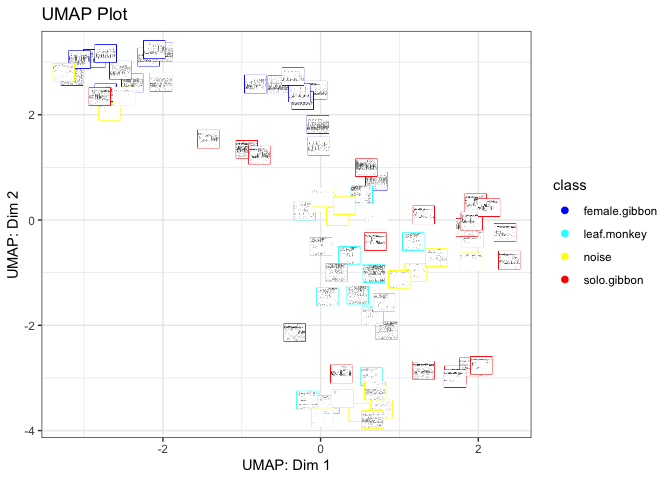 UMAP Plot
UMAP: Dim 2
2
0
-2
-4
-2
0
2
UMAP: Dim 1
class
female.gibbon
leaf.monkey
noise
solo.gibbon